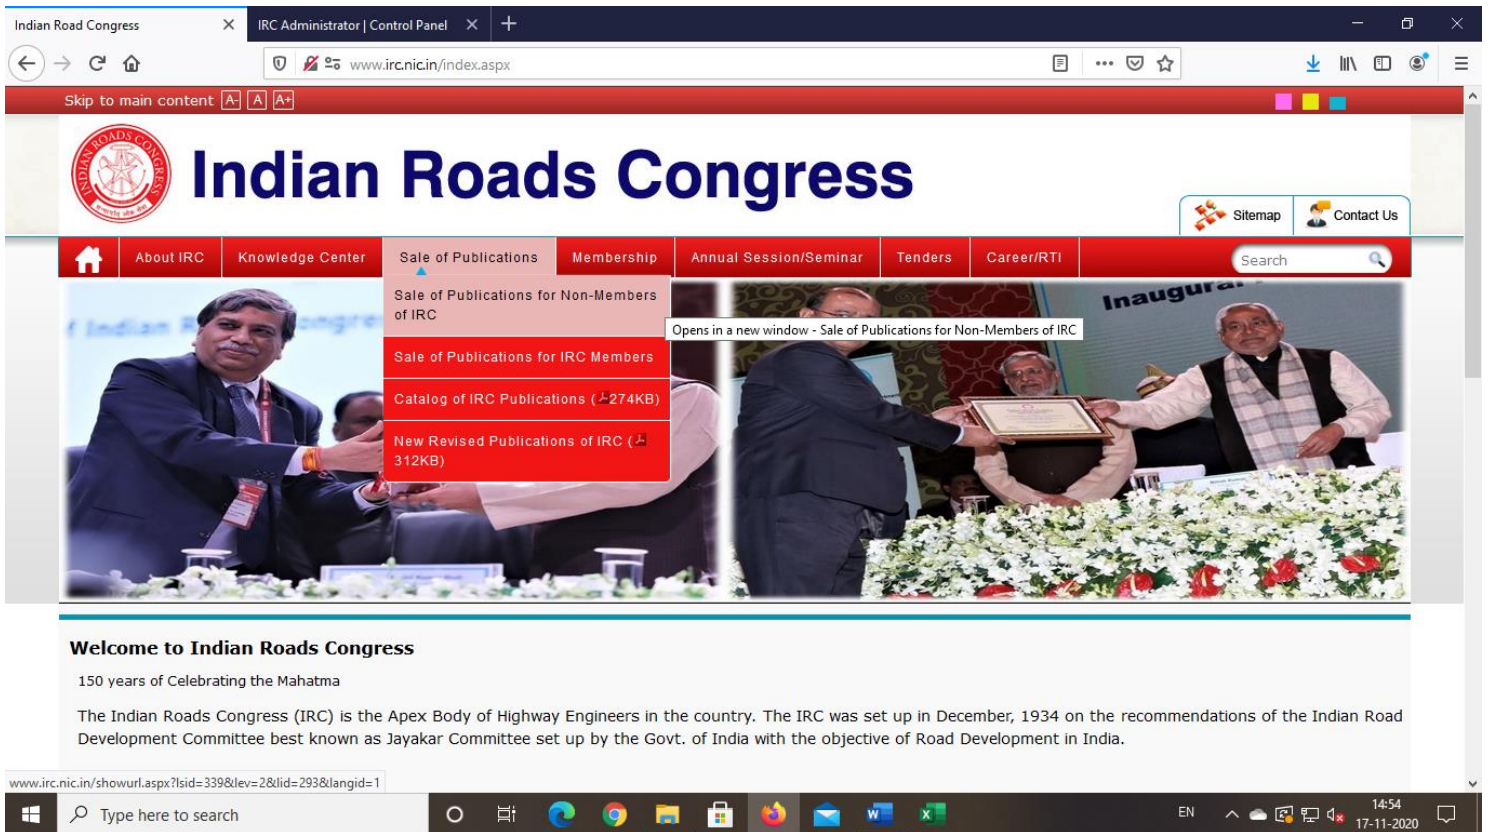 Indian Road Congress
IRC Administrator | Control Panel
www.irc.nic.in/index.aspx
Skip to main content A- A A+
INDIAN ROADS CONGRESS
Indian Roads Congress
Sitemap
Contact Us
About IRC
Knowledge Center
Sale of Publications
Membership
Annual Session/Seminar
Tenders
Career/RTI
Search
Sale of Publications for Non-Members
of IRC
Opens in a new window - Sale of Publications for Non-Members of IRC
Sale of Publications for IRC Members
Catalog of IRC Publications (274KB)
New Revised Publications of IRC (
312KB)
Welcome to Indian Roads Congress
150 years of Celebrating the Mahatma
The Indian Roads Congress (IRC) is the Apex Body of Highway Engineers in the country. The IRC was set up in December, 1934 on the recommendations of the Indian Road
Development Committee best known as Jayakar Committee set up by the Govt. of India with the objective of Road Development in India.
www.irc.nic.in/showurl.aspx?lsid=339&lev=2&lid=293&langid=1
Type here to search
EN
14:54
17-11-2020